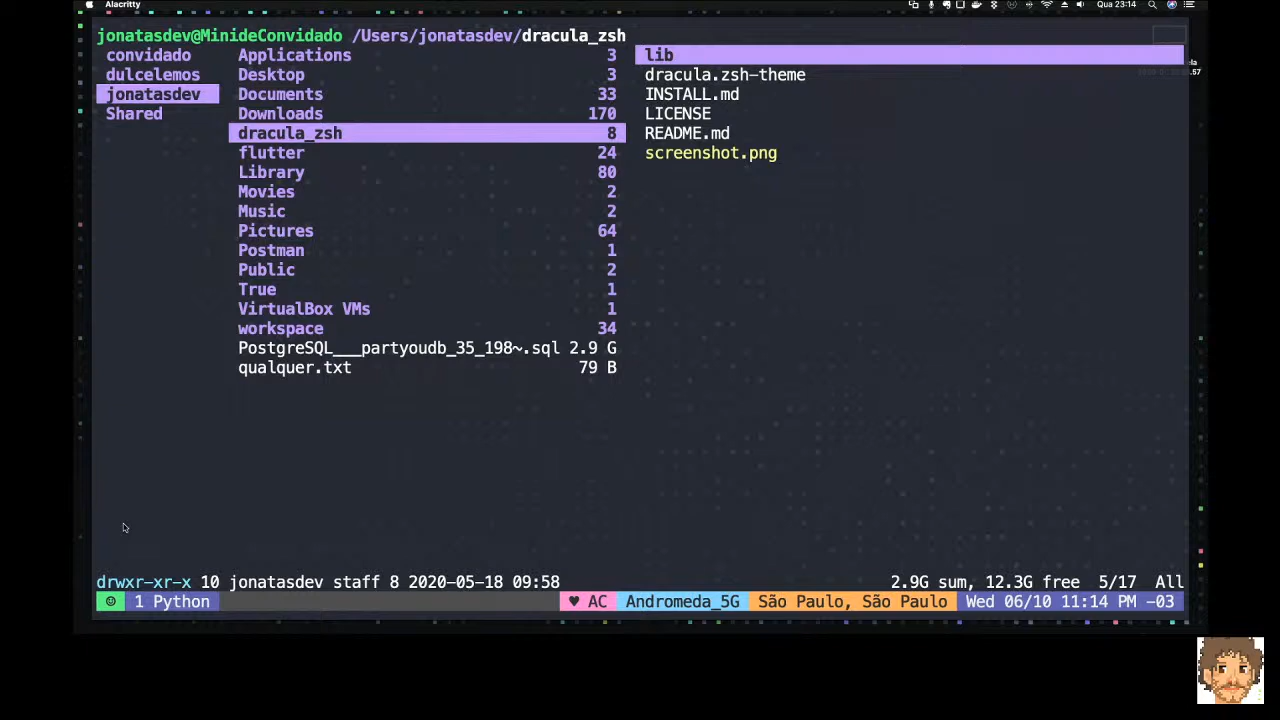 Alacritty
Qua 23:14
jonatasdev@MinideConvidado /Users/jonatasdev/dracula_zsh
convidado Applications 3 lib
dulcelemos Desktop 3 dracula.zsh-theme
jonatasdev Documents 33 INSTALL.md
Shared Downloads 170 LICENSE
dracula_zsh 8 README.md
flutter 24 screenshot.png
Library 80
Movies 2
Music 2
Pictures 64
Postman 1
Public 2
True 1
VirtualBox VMs 1
workspace 34
PostgreSQL___partyoudb_35_198~.sql 2.9 G
qualquer.txt 79 B
drwxr-xr-x 10 jonatasdev staff 8 2020-05-18 09:58 2.9G sum, 12.3G free 5/17 All
☺ 1 Python ♥ AC Andromeda_5G São Paulo, São Paulo Wed 06/10 11:14 PM -03